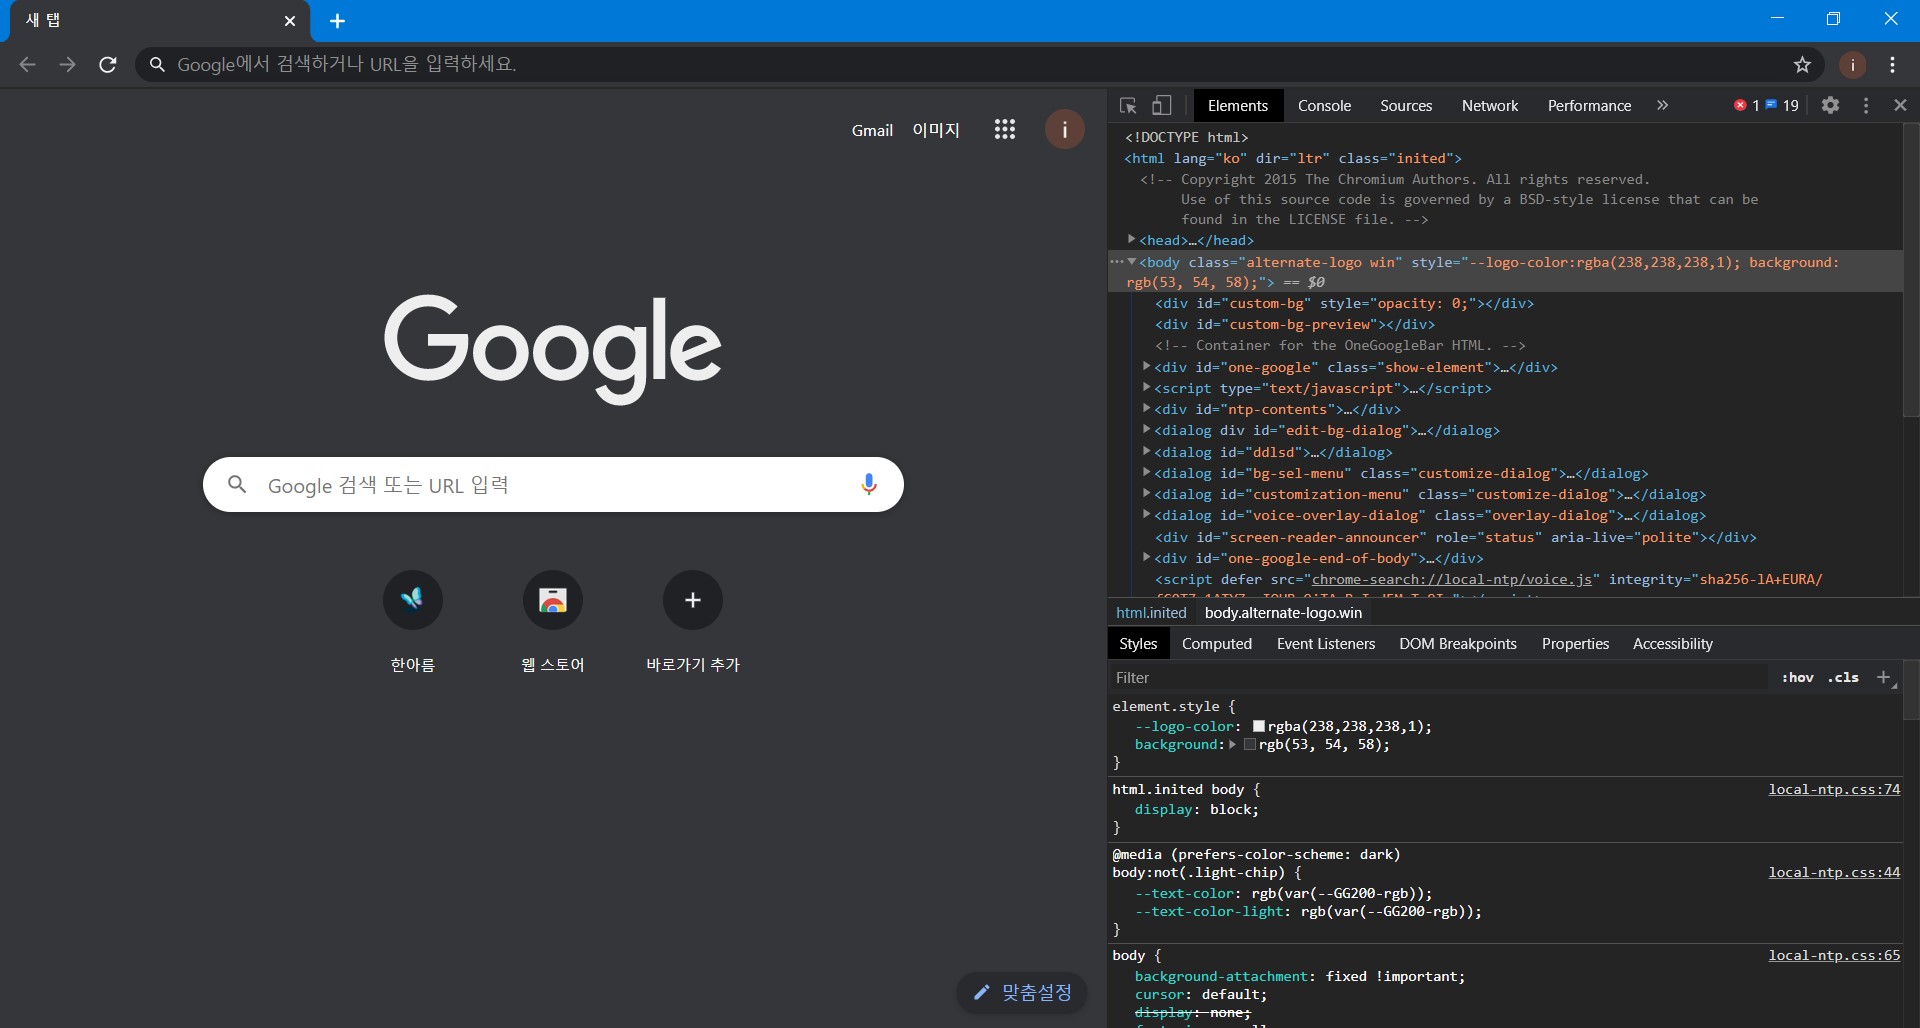 새 탭
Google에서 검색하거나 URL을 입력하세요.
i
Gmail 이미지
i
Google
Google 검색 또는 URL 입력
한아름
웹 스토어
바로가기 추가
맞춤설정
Elements Console Sources Network Performance » 1 19
<!DOCTYPE html>
<html lang="ko" dir="ltr" class="inited">
<!-- Copyright 2015 The Chromium Authors. All rights reserved.
Use of this source code is governed by a BSD-style license that can be
found in the LICENSE file. -->
<head>…</head>
<body class="alternate-logo win" style="--logo-color:rgba(238,238,238,1); background:
rgb(53, 54, 58);"> == $0
<div id="custom-bg" style="opacity: 0;"></div>
<div id="custom-bg-preview"></div>
<!-- Container for the OneGoogleBar HTML. -->
<div id="one-google" class="show-element">…</div>
<script type="text/javascript">…</script>
<div id="ntp-contents">…</div>
<dialog div id="edit-bg-dialog">…</dialog>
<dialog id="ddlsd">…</dialog>
<dialog id="bg-sel-menu" class="customize-dialog">…</dialog>
<dialog id="customization-menu" class="customize-dialog">…</dialog>
<dialog id="voice-overlay-dialog" class="overlay-dialog">…</dialog>
<div id="screen-reader-announcer" role="status" aria-live="polite"></div>
<div id="one-google-end-of-body">…</div>
<script defer src="chrome-search://local-ntp/voice.js" integrity="sha256-lA+EURA/
html.inited body.alternate-logo.win
Styles Computed Event Listeners DOM Breakpoints Properties Accessibility
Filter :hov .cls +
element.style {
--logo-color: rgba(238,238,238,1);
background: rgb(53, 54, 58);
}
html.inited body { local-ntp.css:74
display: block;
}
@media (prefers-color-scheme: dark)
body:not(.light-chip) { local-ntp.css:44
--text-color: rgb(var(--GG200-rgb));
--text-color-light: rgb(var(--GG200-rgb));
}
body { local-ntp.css:65
background-attachment: fixed !important;
cursor: default;
display: none;